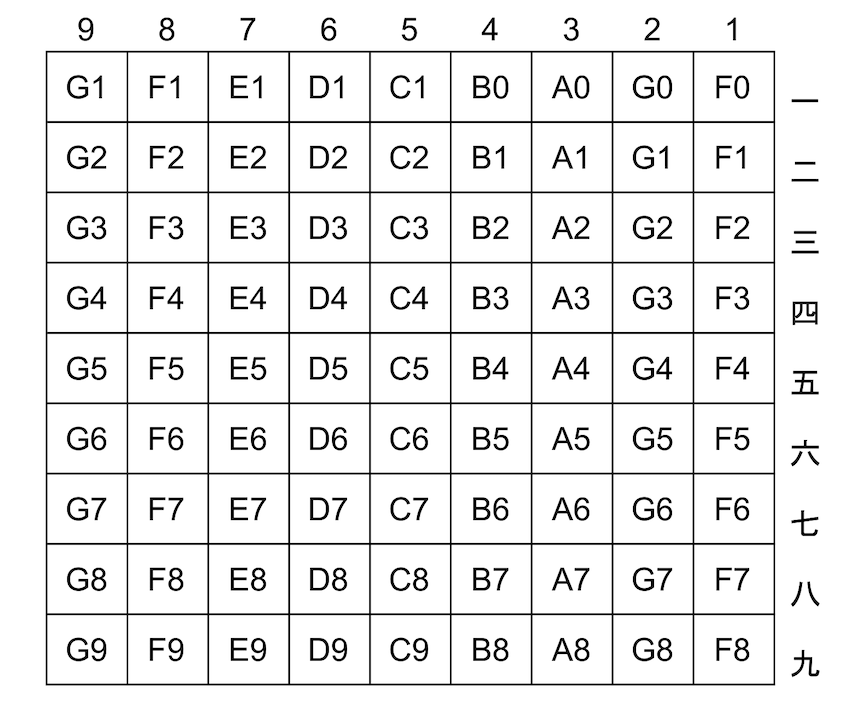 9 8 7 6 5 4 3 2 1
G1 F1 E1 D1 C1 B0 A0 G0 F0 一
G2 F2 E2 D2 C2 B1 A1 G1 F1 二
G3 F3 E3 D3 C3 B2 A2 G2 F2 三
G4 F4 E4 D4 C4 B3 A3 G3 F3 四
G5 F5 E5 D5 C5 B4 A4 G4 F4 五
G6 F6 E6 D6 C6 B5 A5 G5 F5 六
G7 F7 E7 D7 C7 B6 A6 G6 F6 七
G8 F8 E8 D8 C8 B7 A7 G7 F7 八
G9 F9 E9 D9 C9 B8 A8 G8 F8 九